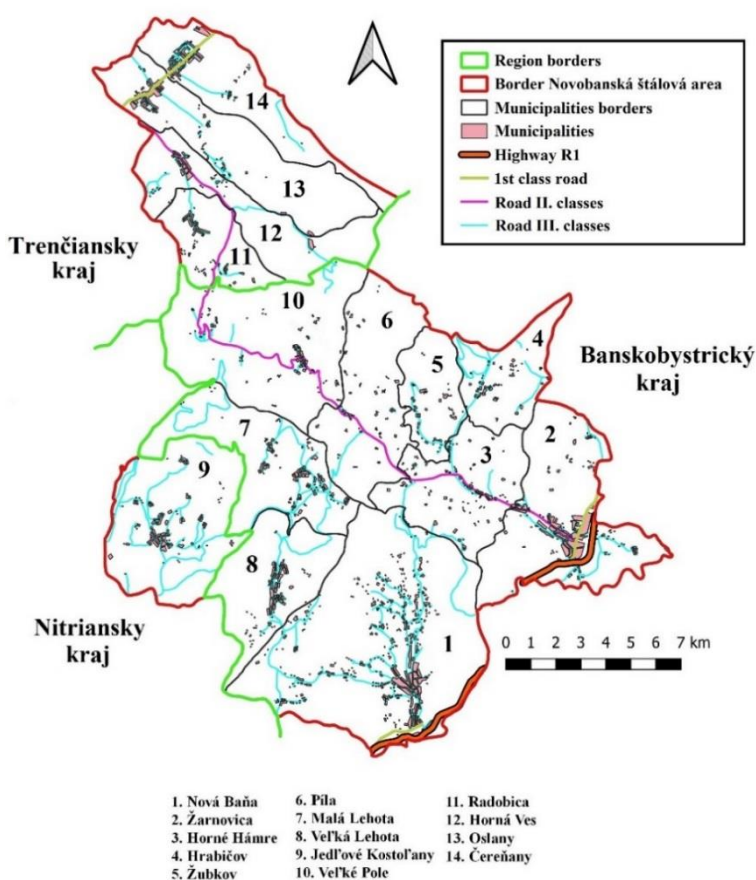 Region borders
Border Novobanská štálová area
Municipalities borders
Municipalities
Highway R1
1st class road
Road II. classes
Road III. classes
14
13
12
11
Trenčiansky
kraj
10
6
4
5
Banskobystrický
kraj
7
2
3
9
8
Nitriansky
kraj
1
0 1 2 3 4 5 6 7 km
1. Nová Baňa
2. Žarnovica
3. Horné Hámre
4. Hrabičov
5. Žubkov
6. Píla
7. Malá Lehota
8. Veľká Lehota
9. Jedľové Kostoľany
10. Veľké Pole
11. Radobica
12. Horná Ves
13. Oslany
14. Čereňany